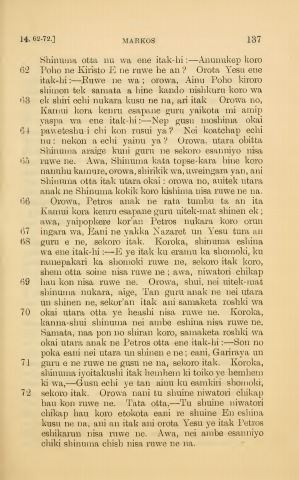 14. 62-72.] MARKOS 137
Shinuma otta nu wa ene itak-hi:—Anunukep koro
62 Poho ne Kiristo E ne ruwe he an? Orota Yesu ene
itak-hi:—Ruwe ne wa; orowa, Ainu Poho kiroro
shinon tek samata a hine kando nishkuru koro wa
63 ek shiri echi nukara kusu ne na, ari itak. Orowa no,
Kamui kora kenru esapane guru yaikota mi amip
yaspa wa ene itak-hi:—Nep gusu moshima okai
64 paweteshu i chi kon rusui ya? Nei koatchap echi
nu: nekon a echi yainu ya? Orowa, utara obitta
Shinuma araige kuni guru ne sekoro esanniyo nisa
65 ruwe ne. Awa, Shinuma kata topse-kara hine koro
nanuhu kamure, orowa, shirikik wa, uweingara yan, ani
Shinuma otta itak utara okai: orowa no, auitek utara
anak ne Shinuma kokik koro kishima nisa ruwe ne na.
66 Orowa, Petros anak ne rata tumbu ta an ita
Kamui kora kenru esapane guru uitek-mat shinen ek;
67 awa, yaipopkere kor'an Petros nukara koro orun
ingara wa, Eani ne yakka Nazaret un Yesu tura an
68 guru e ne, sekoro itak. Koroka, shinuma eshina
wa ene itak-hi:—E ye itak ku eramu ka shomoki, ku
ramepakari ka shomoki ruwe ne, sekoro itak koro,
shem otta soine nisa ruwe ne; awa, niwatori chikap
69 hau kon nisa ruwe ne. Orowa, shui, nei uitek-mat
shinuma nukara, aige, Tan guru anak ne nei utara
un shinen ne, sekor'an itak ani samaketa roshki wa
70 okai utara otta ye heashi nisa ruwe ne. Koroka,
kanna-shui shinuma nei ambe eshina nisa ruwe ne.
Samata, naa pon no shiran koro, samaketa roshki wa
okai utara anak ne Petros otta ene itak-hi:—Son no
poka eani nei utara un shinen e ne; eani, Gariraya un
71 guru e ne ruwe ne gusu ne na, sekoro itak. Koroka,
shinuma iyoitakushi itak hemhem ki toiko ye hemhem
ki wa,—Gusu echi ye tan ainu ku eamkiri shomoki,
72 sekoro itak. Orowa nani tu shuine niwatori chikap
hau kon ruwe ne. Tata otta,—Tu shuine niwatori
chikap hau koro etokota eani re shuine En eshina
kusu ne na, ani an itak ani orota Yesu ye itak Petros
eshikarun nisa ruwe ne. Awa, nei ambe esanniyo
chiki shinuma chish nisa ruwe ne na.